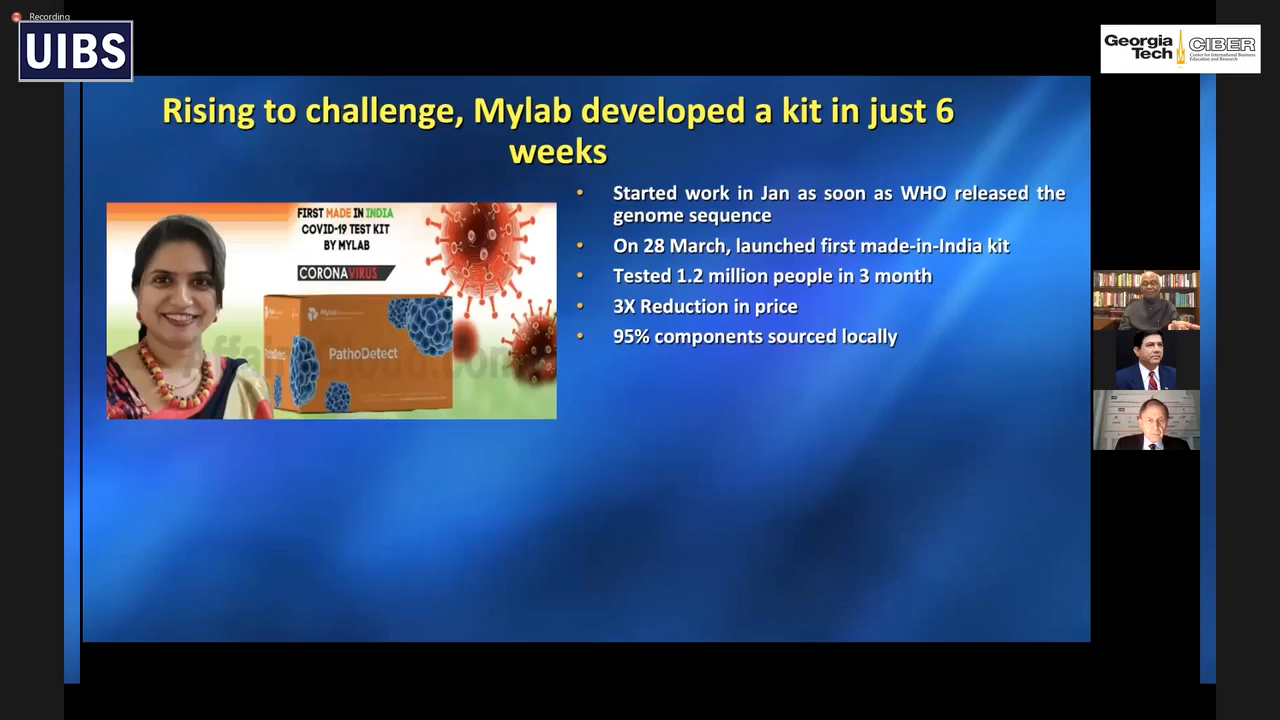 Recording
UIBS
Georgia
Tech
CIBER
Center for International Business
Education and Research
Rising to challenge, Mylab developed a kit in just 6
weeks
FIRST MADE IN INDIA
COVID-19 TEST KIT
BY MYLAB
CORONAVIRUS
Mylab
PathoDetect
PathoDetect
• Started work in Jan as soon as WHO released the
genome sequence
• On 28 March, launched first made-in-India kit
• Tested 1.2 million people in 3 month
• 3X Reduction in price
• 95% components sourced locally